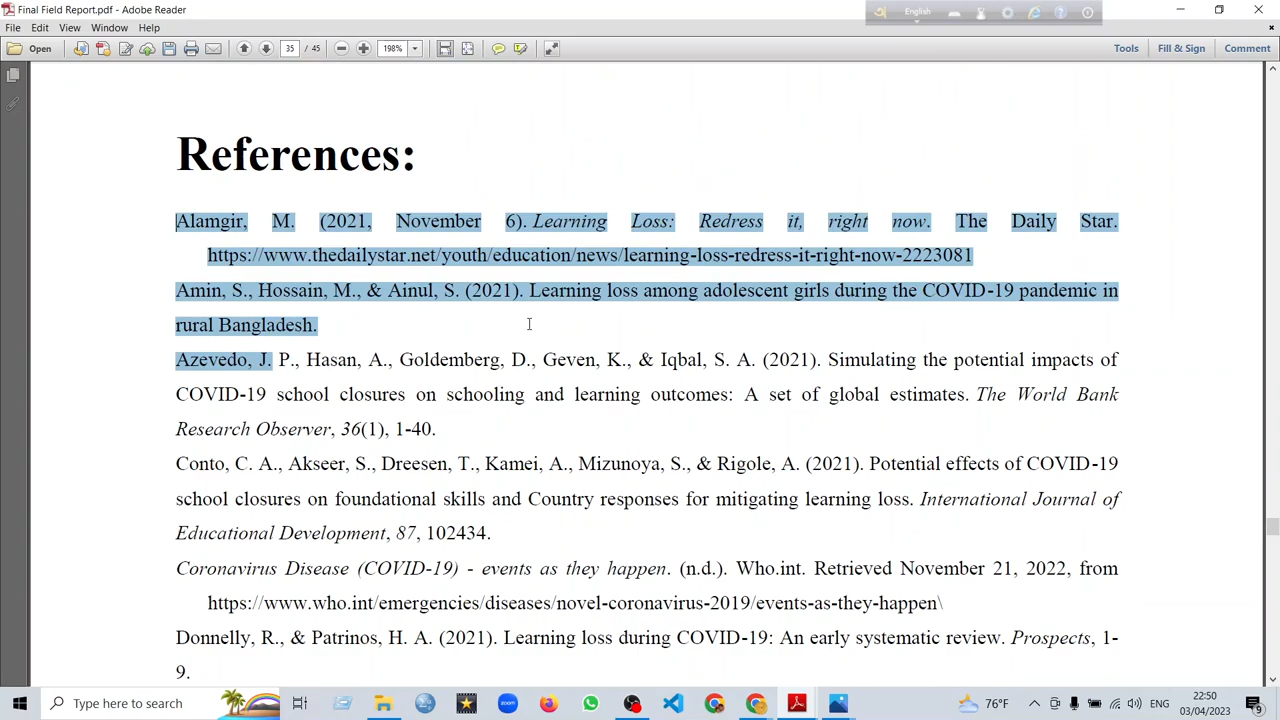 Final Field Report.pdf - Adobe Reader
English
File Edit View Window Help
Open 35 / 45 198% Tools Fill & Sign Comment
References:
Alamgir, M. (2021, November 6). Learning Loss: Redress it, right now. The Daily Star.
https://www.thedailystar.net/youth/education/news/learning-loss-redress-it-right-now-2223081
Amin, S., Hossain, M., & Ainul, S. (2021). Learning loss among adolescent girls during the COVID-19 pandemic in
rural Bangladesh.
Azevedo, J. P., Hasan, A., Goldemberg, D., Geven, K., & Iqbal, S. A. (2021). Simulating the potential impacts of
COVID-19 school closures on schooling and learning outcomes: A set of global estimates. The World Bank
Research Observer, 36(1), 1-40.
Conto, C. A., Akseer, S., Dreesen, T., Kamei, A., Mizunoya, S., & Rigole, A. (2021). Potential effects of COVID-19
school closures on foundational skills and Country responses for mitigating learning loss. International Journal of
Educational Development, 87, 102434.
Coronavirus Disease (COVID-19) - events as they happen. (n.d.). Who.int. Retrieved November 21, 2022, from
https://www.who.int/emergencies/diseases/novel-coronavirus-2019/events-as-they-happen\
Donnelly, R., & Patrinos, H. A. (2021). Learning loss during COVID-19: An early systematic review. Prospects, 1-
9.
Type here to search 76°F ENG 22:50
03/04/2023 9